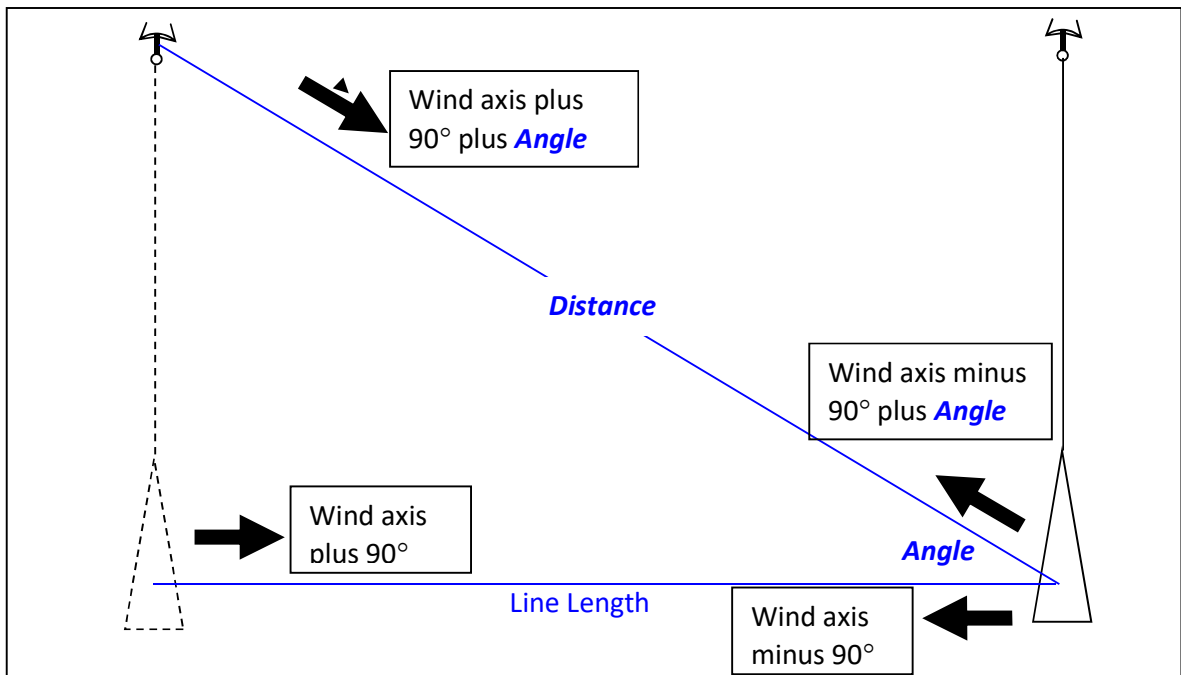 Wind axis plus
90° plus Angle
Distance
Wind axis minus
90° plus Angle
Wind axis
plus 90°
Angle
Line Length
Wind axis
minus 90°